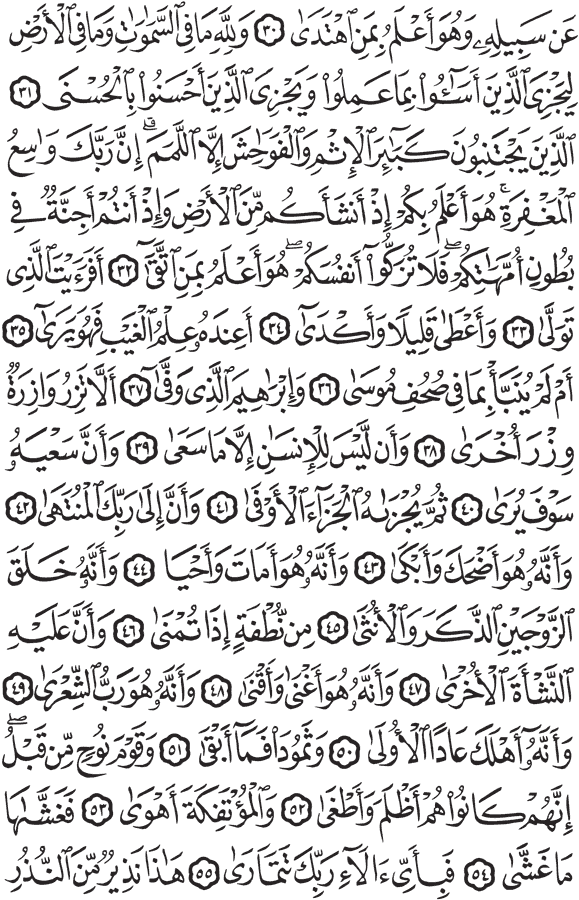 عَن سَبِيلِهِۦ وَهُوَ أَعْلَمُ بِمَنِ ٱهْتَدَىٰ ٣٠ وَلِلَّهِ مَا فِى ٱلسَّمَٰوَٰتِ وَمَا فِى ٱلْأَرْضِ
لِيَجْزِىَ ٱلَّذِينَ أَسَٰٓـُٔوا۟ بِمَا عَمِلُوا۟ وَيَجْزِىَ ٱلَّذِينَ أَحْسَنُوا۟ بِٱلْحُسْنَى ٣١
ٱلَّذِينَ يَجْتَنِبُونَ كَبَٰٓئِرَ ٱلْإِثْمِ وَٱلْفَوَٰحِشَ إِلَّا ٱللَّمَمَ ۚ إِنَّ رَبَّكَ وَٰسِعُ
ٱلْمَغْفِرَةِ ۚ هُوَ أَعْلَمُ بِكُمْ إِذْ أَنشَأَكُم مِّنَ ٱلْأَرْضِ وَإِذْ أَنتُمْ أَجِنَّةٌ فِى
بُطُونِ أُمَّهَٰتِكُمْ ۖ فَلَا تُزَكُّوٓا۟ أَنفُسَكُمْ ۖ هُوَ أَعْلَمُ بِمَنِ ٱتَّقَىٰٓ ٣٢ أَفَرَءَيْتَ ٱلَّذِى
تَوَلَّىٰ ٣٣ وَأَعْطَىٰ قَلِيلًا وَأَكْدَىٰٓ ٣٤ أَعِندَهُۥ عِلْمُ ٱلْغَيْبِ فَهُوَ يَرَىٰٓ ٣٥
أَمْ لَمْ يُنَبَّأْ بِمَا فِى صُحُفِ مُوسَىٰ ٣٦ وَإِبْرَٰهِيمَ ٱلَّذِى وَفَّىٰٓ ٣٧ أَلَّا تَزِرُ وَازِرَةٌ
وِزْرَ أُخْرَىٰ ٣٨ وَأَن لَّيْسَ لِلْإِنسَٰنِ إِلَّا مَا سَعَىٰ ٣٩ وَأَنَّ سَعْيَهُۥ
سَوْفَ يُرَىٰ ٤٠ ثُمَّ يُجْزَىٰهُ ٱلْجَزَآءَ ٱلْأَوْفَىٰ ٤١ وَأَنَّ إِلَىٰ رَبِّكَ ٱلْمُنتَهَىٰ ٤٢
وَأَنَّهُۥ هُوَ أَضْحَكَ وَأَبْكَىٰ ٤٣ وَأَنَّهُۥ هُوَ أَمَاتَ وَأَحْيَا ٤٤ وَأَنَّهُۥ خَلَقَ
ٱلزَّوْجَيْنِ ٱلذَّكَرَ وَٱلْأُنثَىٰ ٤٥ مِن نُّطْفَةٍ إِذَا تُمْنَىٰ ٤٦ وَأَنَّ عَلَيْهِ
ٱلنَّشْأَةَ ٱلْأُخْرَىٰ ٤٧ وَأَنَّهُۥ هُوَ أَغْنَىٰ وَأَقْنَىٰ ٤٨ وَأَنَّهُۥ هُوَ رَبُّ ٱلشِّعْرَىٰ ٤٩
وَأَنَّهُۥٓ أَهْلَكَ عَادًا ٱلْأُولَىٰ ٥٠ وَثَمُودَا۟ فَمَآ أَبْقَىٰ ٥١ وَقَوْمَ نُوحٍ مِّن قَبْلُ ۖ
إِنَّهُمْ كَانُوا۟ هُمْ أَظْلَمَ وَأَطْغَىٰ ٥٢ وَٱلْمُؤْتَفِكَةَ أَهْوَىٰ ٥٣ فَغَشَّىٰهَا
مَا غَشَّىٰ ٥٤ فَبِأَىِّ ءَالَآءِ رَبِّكَ تَتَمَارَىٰ ٥٥ هَٰذَا نَذِيرٌ مِّنَ ٱلنُّذُرِ